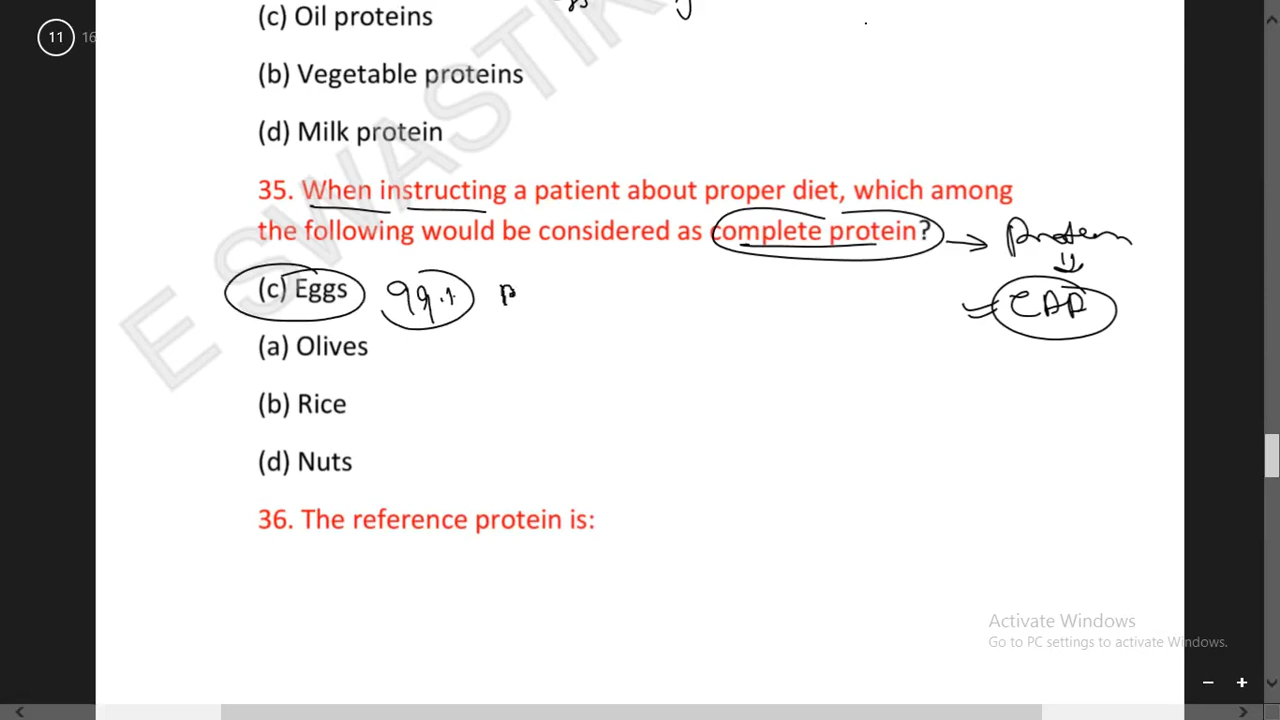 11 16
(c) Oil proteins
(b) Vegetable proteins
(d) Milk protein
35. When instructing a patient about proper diet, which among
the following would be considered as complete protein? → Protein
(c) Eggs 99.1 P
(a) Olives
(b) Rice
(d) Nuts
36. The reference protein is:
E SWASTIK
Activate Windows
Go to PC settings to activate Windows.